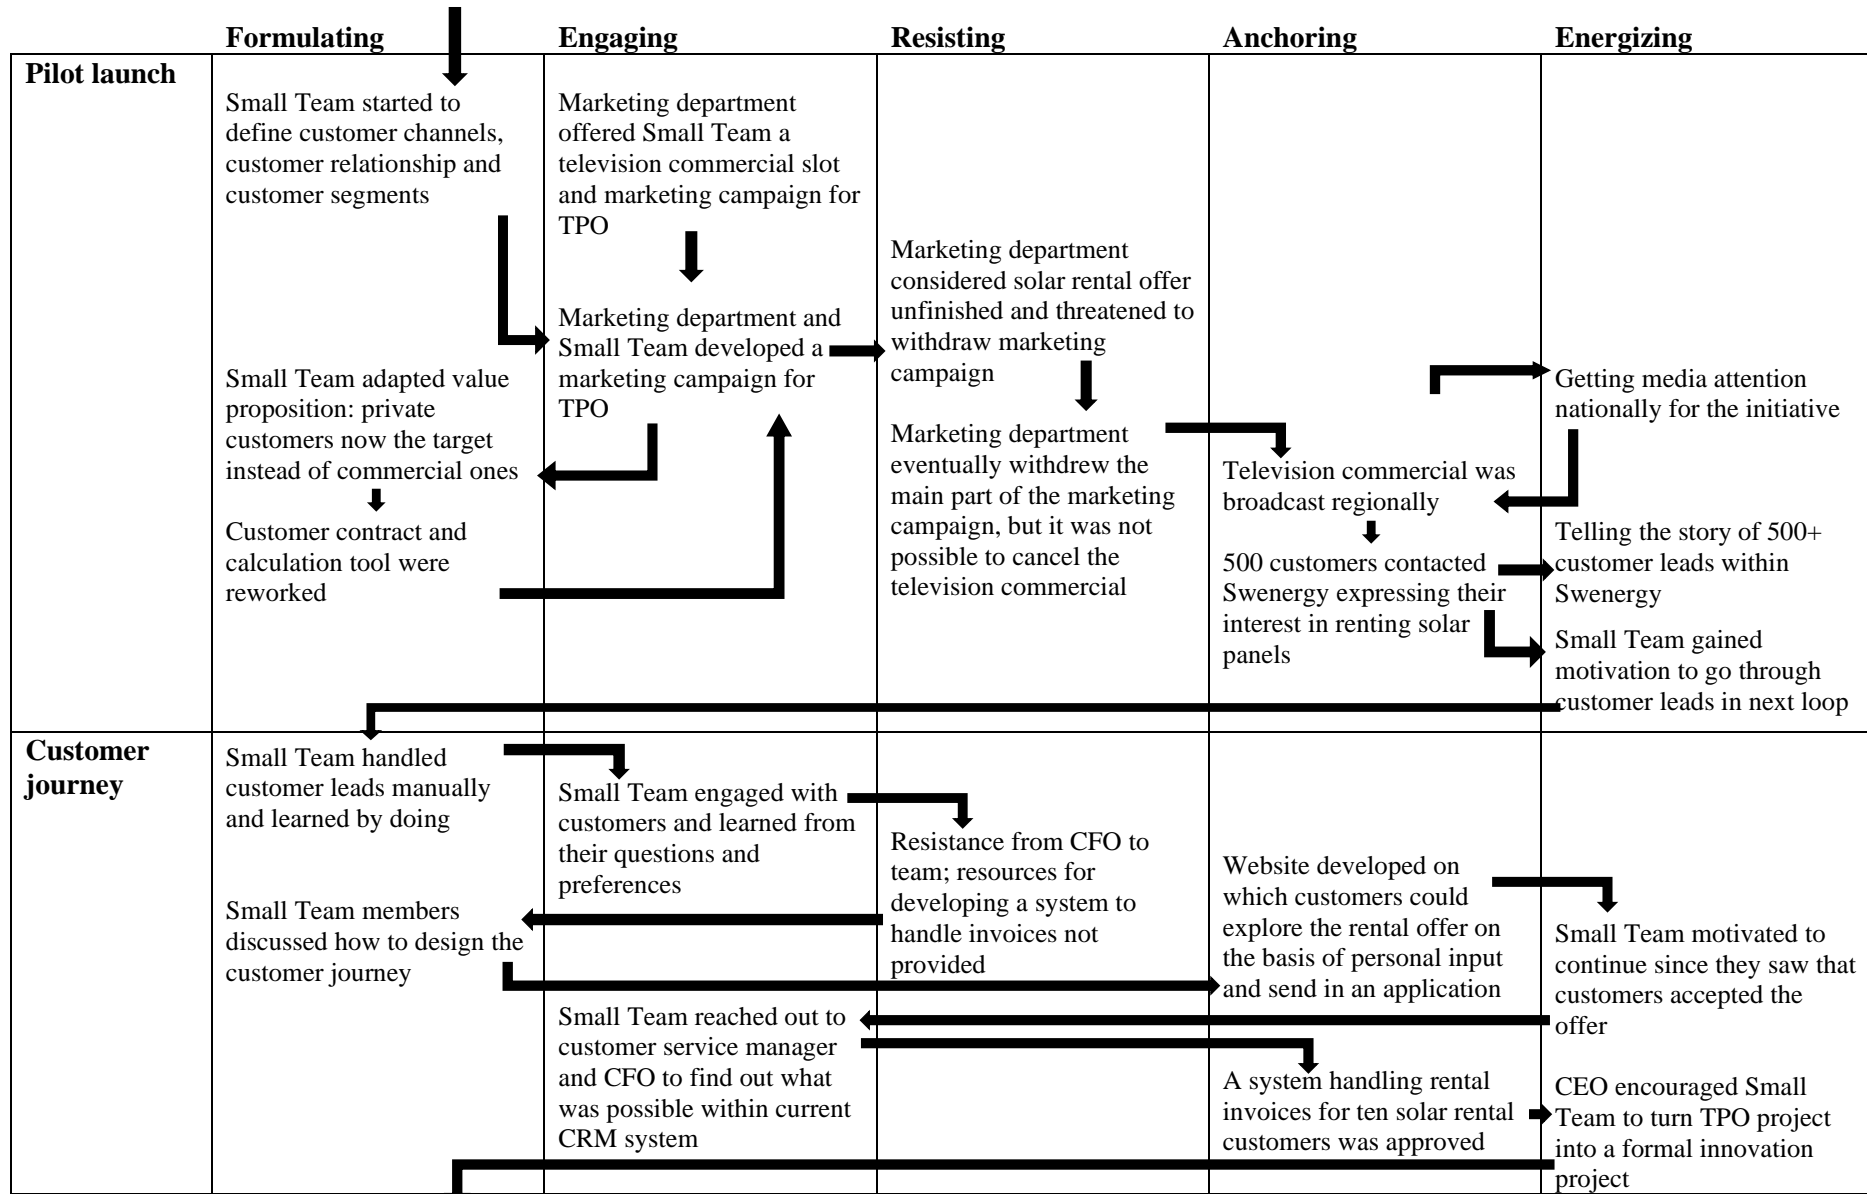 Formulating
Engaging
Resisting
Anchoring
Energizing
Pilot launch
Small Team started to
define customer channels,
customer relationship and
customer segments
Small Team adapted value
proposition: private
customers now the target
instead of commercial ones
Customer contract and
calculation tool were
reworked
Marketing department
offered Small Team a
television commercial slot
and marketing campaign for
TPO
Marketing department and
Small Team developed a
marketing campaign for
TPO
Marketing department
considered solar rental offer
unfinished and threatened to
withdraw marketing
campaign
Marketing department
eventually withdrew the
main part of the marketing
campaign, but it was not
possible to cancel the
television commercial
Television commercial was
broadcast regionally
500 customers contacted
Swenergy expressing their
interest in renting solar
panels
Getting media attention
nationally for the initiative
Telling the story of 500+
customer leads within
Swenergy
Small Team gained
motivation to go through
customer leads in next loop
Customer
journey
Small Team handled
customer leads manually
and learned by doing
Small Team members
discussed how to design the
customer journey
Small Team engaged with
customers and learned from
their questions and
preferences
Small Team reached out to
customer service manager
and CFO to find out what
was possible within current
CRM system
Resistance from CFO to
team; resources for
developing a system to
handle invoices not
provided
Website developed on
which customers could
explore the rental offer on
the basis of personal input
and send in an application
A system handling rental
invoices for ten solar rental
customers was approved
Small Team motivated to
continue since they saw that
customers accepted the
offer
CEO encouraged Small
Team to turn TPO project
into a formal innovation
project